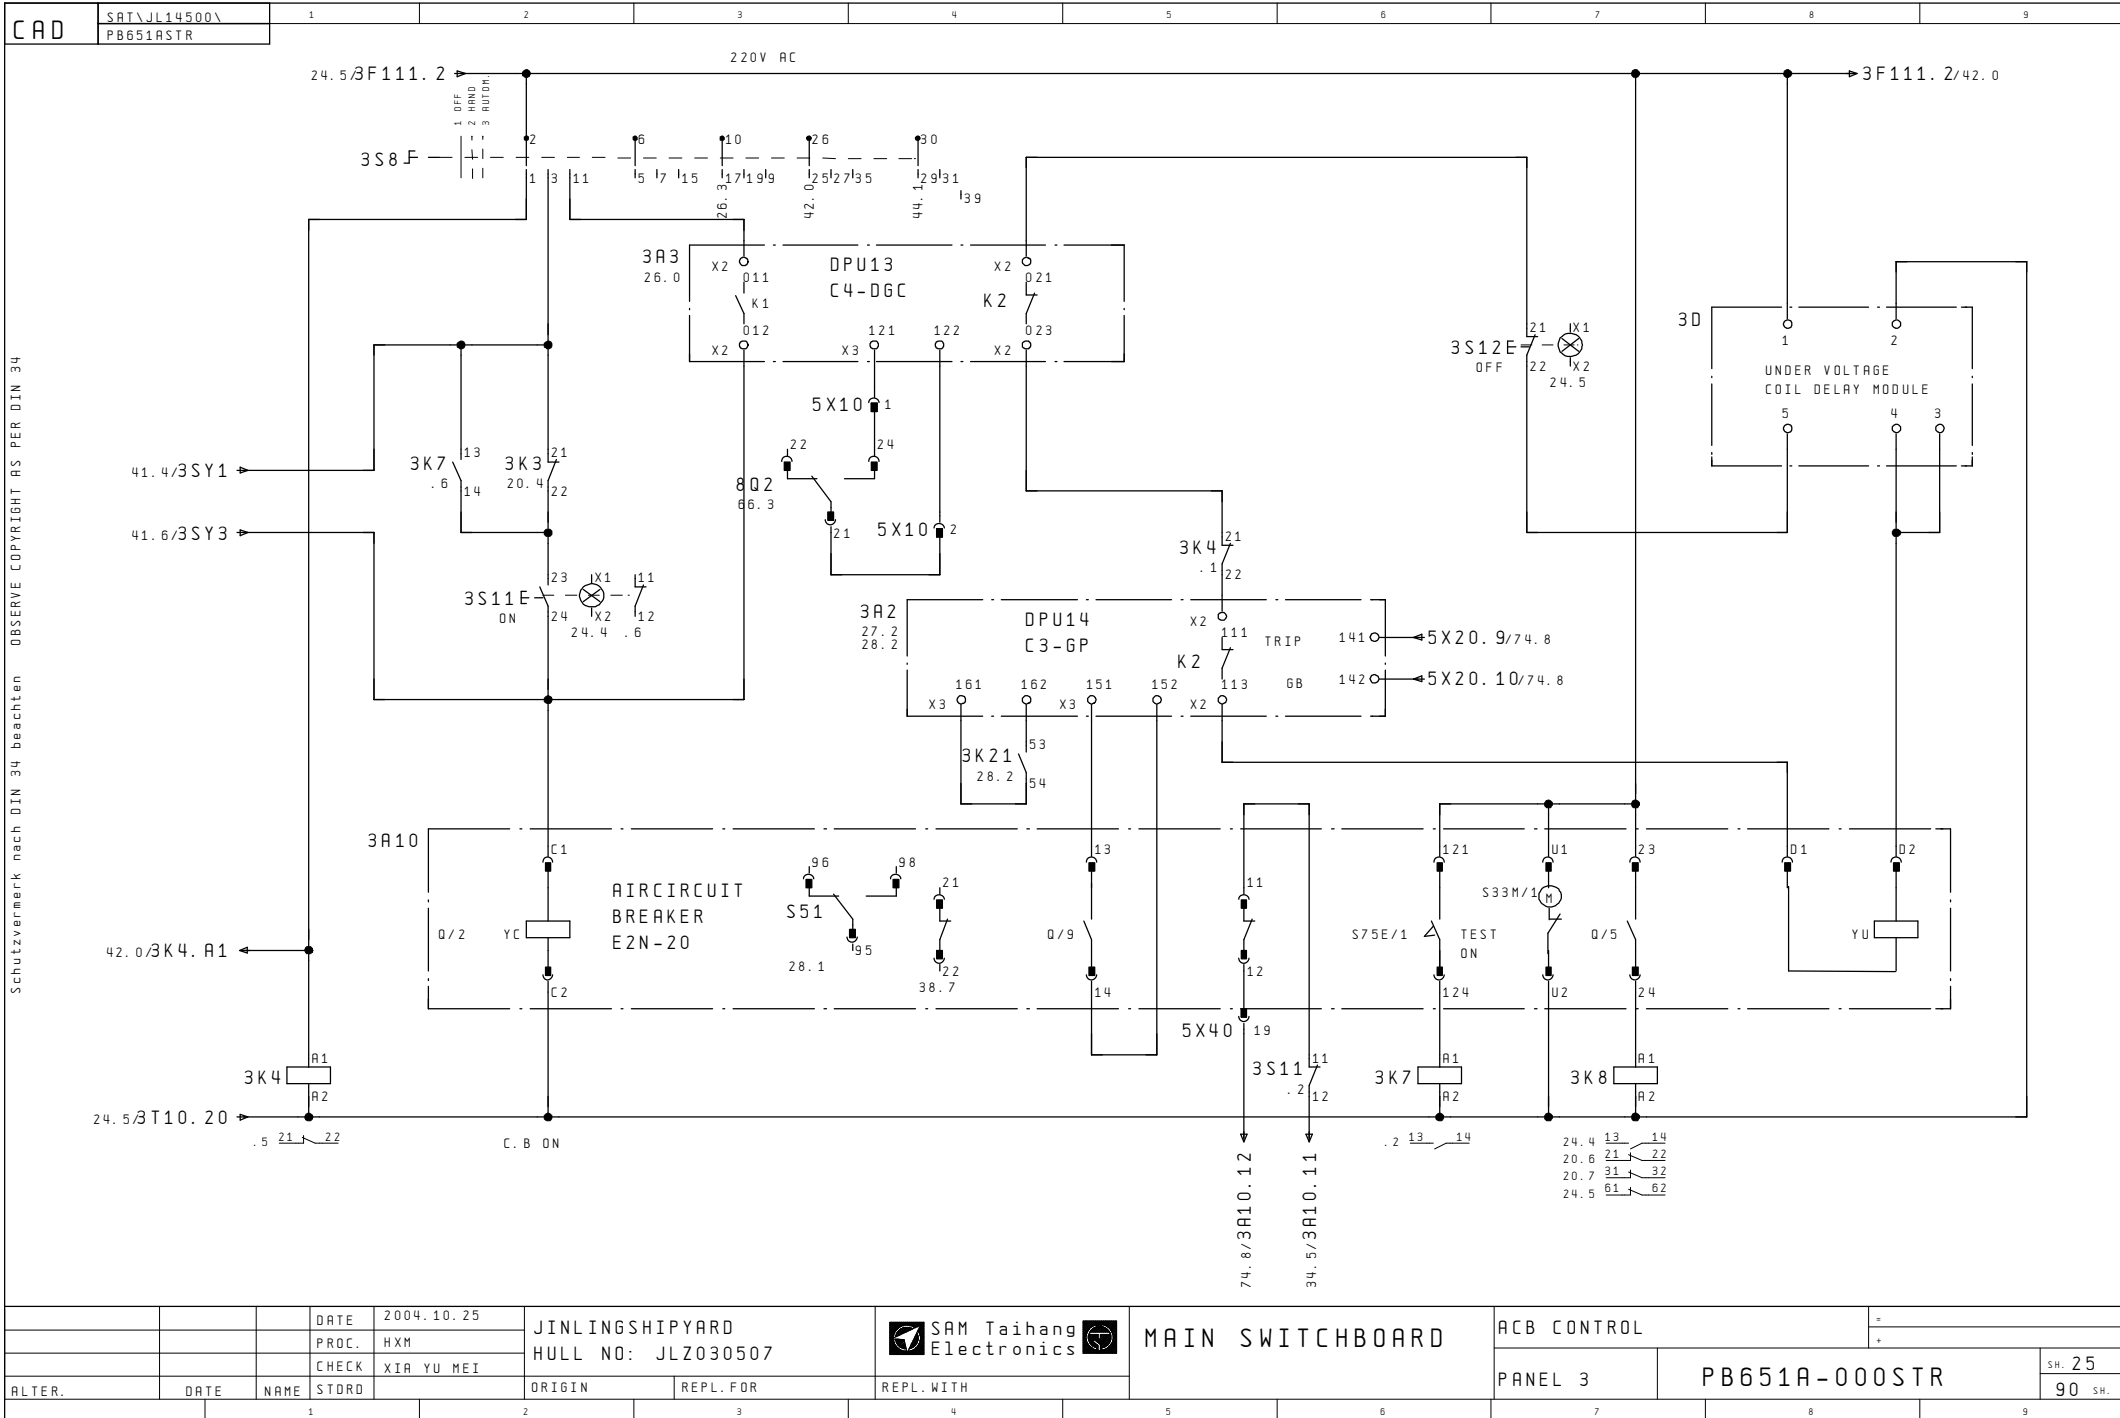 CAD
SAT\JL14500\
PB651ASTR
1 2 3 4 5 6 7 8 9
220V AC
24.5/3F111.2
3F111.2/42.0
1 OFF
2 HAND
3 AUTOM.
3S8
2 6 10 26 30
1 3 11 5 7 15 17 19 9 25 27 35 29 31 39
26.3
42.0
44.1
3A3
26.0
X2 011
K1
012
X2
DPU13
C4-DGC
X2 021
K2
023
X2
X3 121 122
3D
1 2
UNDER VOLTAGE
COIL DELAY MODULE
5 4 3
3S12E
OFF
21 X1
22 X2
24.5
5X10 1
22 24
8Q2
66.3
21
5X10 2
41.4/3SY1
41.6/3SY3
3K7
.6
13
14
3K3
20.4
21
22
3S11E
ON
23 X1 11
24 X2 12
24.4 .6
3K4
.1
21
22
3A2
27.2
28.2
DPU14
C3-GP
X2
111
K2
113
X2
TRIP
GB
141
142
5X20.9/74.8
5X20.10/74.8
X3 161 162
X3 151 152
3K21
28.2
53
54
3A10
C1
Q/2 YC
C2
AIRCIRCUIT
BREAKER
E2N-20
96 98
S51
95
28.1
21
22
38.7
13
Q/9
14
11
12
5X40 19
121
S75E/1
TEST
ON
124
U1
S33M/1
M
U2
23
Q/5
24
D1 D2
YU
42.0/3K4.A1
3K4
A1
A2
24.5/3T10.20
.5 21 22
C.B ON
3S11
.2
11
12
74.8/3A10.12
34.5/3A10.11
3K7
A1
A2
.2 13 14
3K8
A1
A2
24.4 13 14
20.6 21 22
20.7 31 32
24.5 61 62
Schutzvermerk nach DIN 34 beachten OBSERVE COPYRIGHT AS PER DIN 34
DATE 2004.10.25
PROC. HXM
CHECK XIA YU MEI
ALTER. DATE NAME STDRD
JINLINGSHIPYARD
HULL NO: JLZ030507
ORIGIN REPL.FOR REPL.WITH
SAM Taihang
Electronics
MAIN SWITCHBOARD
ACB CONTROL
=
+
PANEL 3
PB651A-000STR
SH. 25
90 SH.
1 2 3 4 5 6 7 8 9